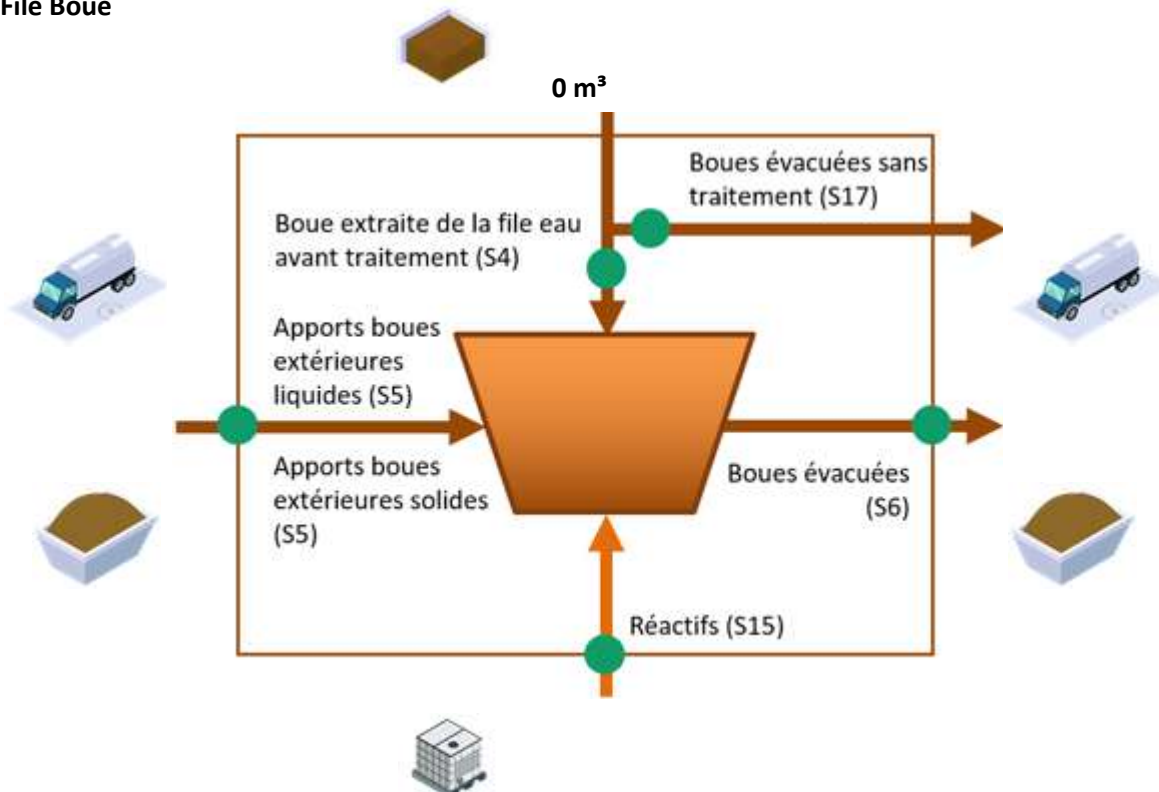 File Boue
0 m³
Boues évacuées sans
traitement (S17)
Boue extraite de la file eau
avant traitement (S4)
Apports boues
extérieures
liquides (S5)
Apports boues
extérieures solides
(S5)
Boues évacuées
(S6)
Réactifs (S15)